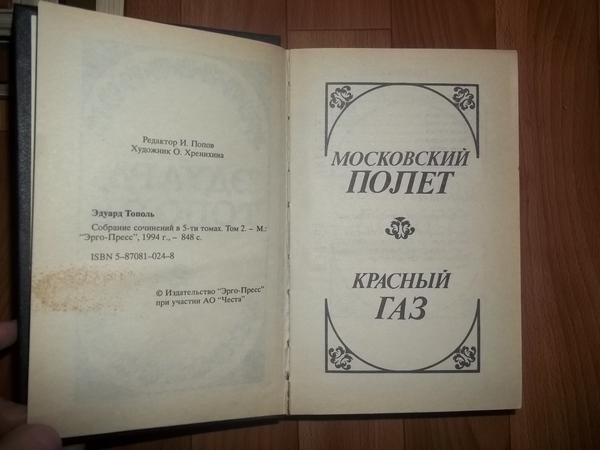 Редактор И. Попов
Художник О. Хренихина
Эдуард Тополь
Собрание сочинений в 5-ти томах. Том 2. – М.:
"Эрго-Пресс", 1994 г., – 848 с.
ISBN 5–87081–024–8
© Издательство "Эрго-Пресс"
при участии АО "Честа"
МОСКОВСКИЙ
ПОЛЕТ
КРАСНЫЙ
ГАЗ